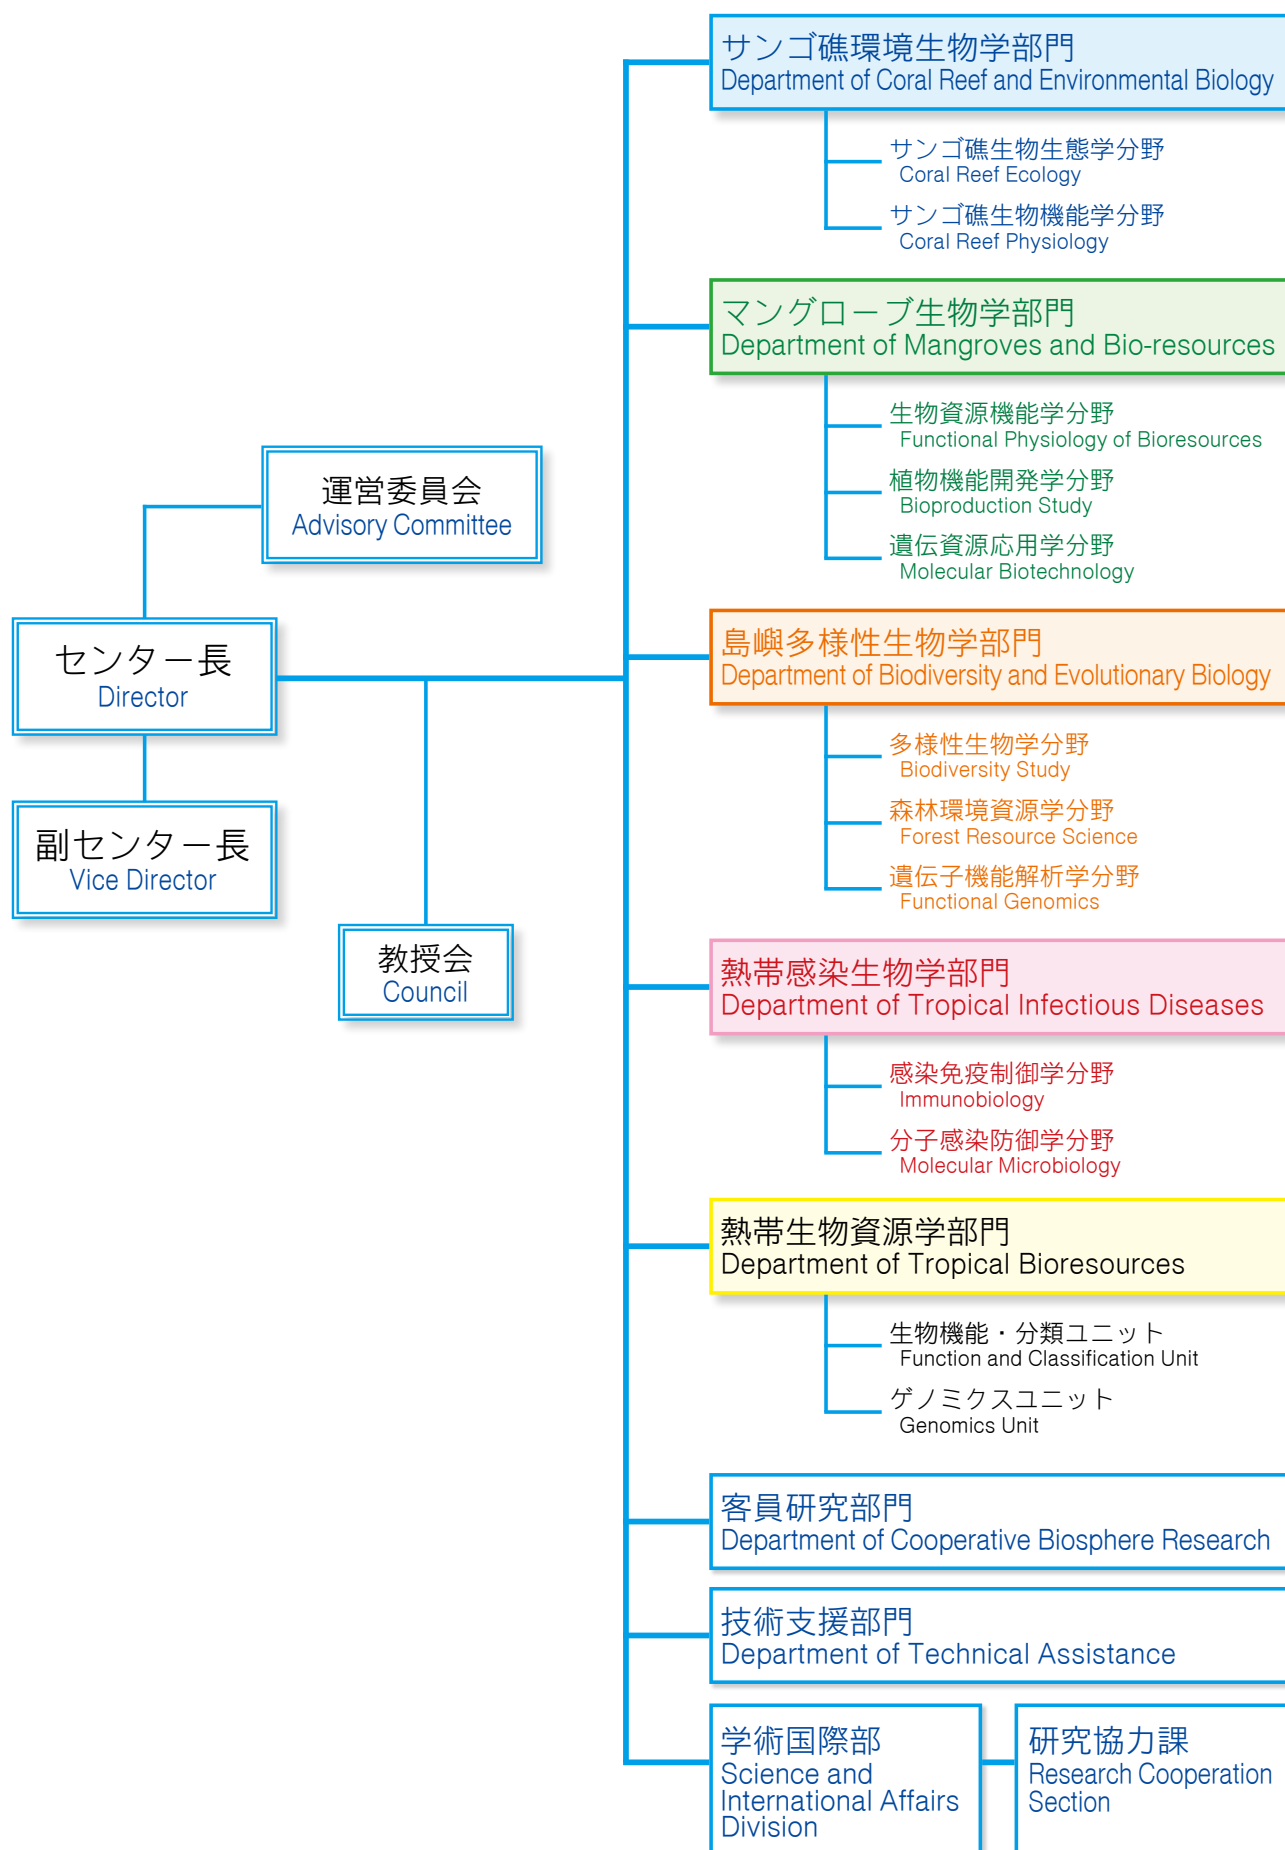 サンゴ礁環境生物学部門
Department of Coral Reef and Environmental Biology
サンゴ礁生物生態学分野
Coral Reef Ecology
サンゴ礁生物機能学分野
Coral Reef Physiology
マングローブ生物学部門
Department of Mangroves and Bio-resources
生物資源機能学分野
Functional Physiology of Bioresources
植物機能開発学分野
Bioproduction Study
遺伝資源応用学分野
Molecular Biotechnology
運営委員会
Advisory Committee
センター長
Director
副センター長
Vice Director
教授会
Council
島嶼多様性生物学部門
Department of Biodiversity and Evolutionary Biology
多様性生物学分野
Biodiversity Study
森林環境資源学分野
Forest Resource Science
遺伝子機能解析学分野
Functional Genomics
熱帯感染生物学部門
Department of Tropical Infectious Diseases
感染免疫制御学分野
Immunobiology
分子感染防御学分野
Molecular Microbiology
熱帯生物資源学部門
Department of Tropical Bioresources
生物機能・分類ユニット
Function and Classification Unit
ゲノミクスユニット
Genomics Unit
客員研究部門
Department of Cooperative Biosphere Research
技術支援部門
Department of Technical Assistance
学術国際部
Science and
International Affairs
Division
研究協力課
Research Cooperation
Section